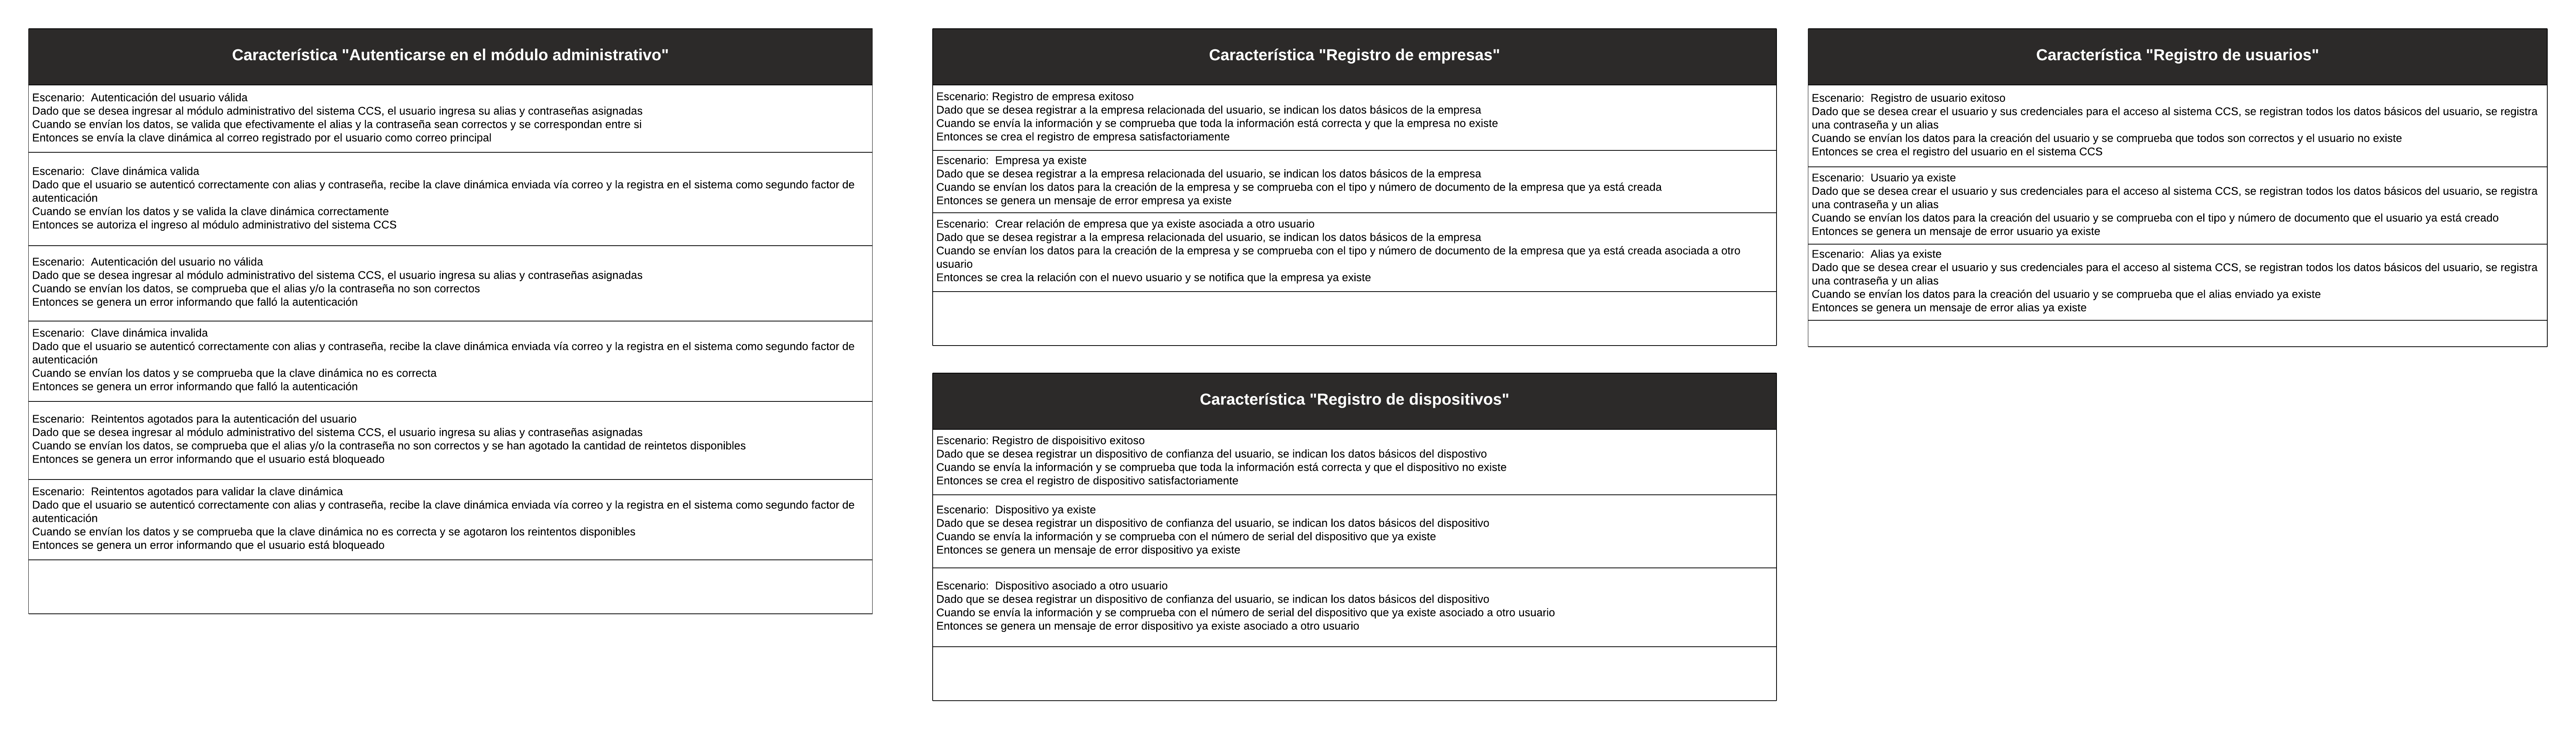 Característica "Autenticarse en el módulo administrativo"
Escenario:  Autenticación del usuario válida
Dado que se desea ingresar al módulo administrativo del sistema CCS, el usuario ingresa su alias y contraseñas asignadas
Cuando se envían los datos, se valida que efectivamente el alias y la contraseña sean correctos y se correspondan entre si
Entonces se envía la clave dinámica al correo registrado por el usuario como correo principal
Escenario:  Clave dinámica valida
Dado que el usuario se autenticó correctamente con alias y contraseña, recibe la clave dinámica enviada vía correo y la registra en el sistema como segundo factor de
autenticación
Cuando se envían los datos y se valida la clave dinámica correctamente
Entonces se autoriza el ingreso al módulo administrativo del sistema CCS
Escenario:  Autenticación del usuario no válida
Dado que se desea ingresar al módulo administrativo del sistema CCS, el usuario ingresa su alias y contraseñas asignadas
Cuando se envían los datos, se comprueba que el alias y/o la contraseña no son correctos
Entonces se genera un error informando que falló la autenticación
Escenario:  Clave dinámica invalida
Dado que el usuario se autenticó correctamente con alias y contraseña, recibe la clave dinámica enviada vía correo y la registra en el sistema como segundo factor de
autenticación
Cuando se envían los datos y se comprueba que la clave dinámica no es correcta
Entonces se genera un error informando que falló la autenticación
Escenario:  Reintentos agotados para la autenticación del usuario
Dado que se desea ingresar al módulo administrativo del sistema CCS, el usuario ingresa su alias y contraseñas asignadas
Cuando se envían los datos, se comprueba que el alias y/o la contraseña no son correctos y se han agotado la cantidad de reintetos disponibles
Entonces se genera un error informando que el usuario está bloqueado
Escenario:  Reintentos agotados para validar la clave dinámica
Dado que el usuario se autenticó correctamente con alias y contraseña, recibe la clave dinámica enviada vía correo y la registra en el sistema como segundo factor de
autenticación
Cuando se envían los datos y se comprueba que la clave dinámica no es correcta y se agotaron los reintentos disponibles
Entonces se genera un error informando que el usuario está bloqueado
Característica "Registro de empresas"
Escenario: Registro de empresa exitoso
Dado que se desea registrar a la empresa relacionada del usuario, se indican los datos básicos de la empresa
Cuando se envía la información y se comprueba que toda la información está correcta y que la empresa no existe
Entonces se crea el registro de empresa satisfactoriamente
Escenario:  Empresa ya existe
Dado que se desea registrar a la empresa relacionada del usuario, se indican los datos básicos de la empresa
Cuando se envían los datos para la creación de la empresa y se comprueba con el tipo y número de documento de la empresa que ya está creada
Entonces se genera un mensaje de error empresa ya existe
Escenario:  Crear relación de empresa que ya existe asociada a otro usuario
Dado que se desea registrar a la empresa relacionada del usuario, se indican los datos básicos de la empresa
Cuando se envían los datos para la creación de la empresa y se comprueba con el tipo y número de documento de la empresa que ya está creada asociada a otro
usuario
Entonces se crea la relación con el nuevo usuario y se notifica que la empresa ya existe
Característica "Registro de dispositivos"
Escenario: Registro de dispoisitivo exitoso
Dado que se desea registrar un dispositivo de confianza del usuario, se indican los datos básicos del dispostivo
Cuando se envía la información y se comprueba que toda la información está correcta y que el dispositivo no existe
Entonces se crea el registro de dispositivo satisfactoriamente
Escenario:  Dispositivo ya existe
Dado que se desea registrar un dispositivo de confianza del usuario, se indican los datos básicos del dispositivo
Cuando se envía la información y se comprueba con el número de serial del dispositivo que ya existe
Entonces se genera un mensaje de error dispositivo ya existe
Escenario:  Dispositivo asociado a otro usuario
Dado que se desea registrar un dispositivo de confianza del usuario, se indican los datos básicos del dispositivo
Cuando se envía la información y se comprueba con el número de serial del dispositivo que ya existe asociado a otro usuario
Entonces se genera un mensaje de error dispositivo ya existe asociado a otro usuario
Característica "Registro de usuarios"
Escenario:  Registro de usuario exitoso
Dado que se desea crear el usuario y sus credenciales para el acceso al sistema CCS, se registran todos los datos básicos del usuario, se registra
una contraseña y un alias
Cuando se envían los datos para la creación del usuario y se comprueba que todos son correctos y el usuario no existe
Entonces se crea el registro del usuario en el sistema CCS
Escenario:  Usuario ya existe
Dado que se desea crear el usuario y sus credenciales para el acceso al sistema CCS, se registran todos los datos básicos del usuario, se registra
una contraseña y un alias
Cuando se envían los datos para la creación del usuario y se comprueba con el tipo y número de documento que el usuario ya está creado
Entonces se genera un mensaje de error usuario ya existe
Escenario:  Alias ya existe
Dado que se desea crear el usuario y sus credenciales para el acceso al sistema CCS, se registran todos los datos básicos del usuario, se registra
una contraseña y un alias
Cuando se envían los datos para la creación del usuario y se comprueba que el alias enviado ya existe
Entonces se genera un mensaje de error alias ya existe